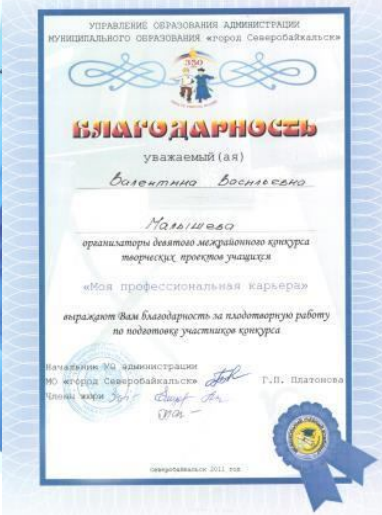 УПРАВЛЕНИЕ ОБРАЗОВАНИЯ АДМИНИСТРАЦИИ
МУНИЦИПАЛЬНОГО ОБРАЗОВАНИЯ «город Северобайкальск»
350
БЛАГОДАРНОСТЬ
уважаемый(ая)
Валентина Васильевна
Малышева
организаторы девятого межрайонного конкурса
творческих проектов учащихся
«Моя профессиональная карьера»
выражают Вам благодарность за плодотворную работу
по подготовке участников конкурса
Начальник УО администрации
МО «город Северобайкальск» Г.П. Платонова
Члены жюри
Северобайкальск 2011 год